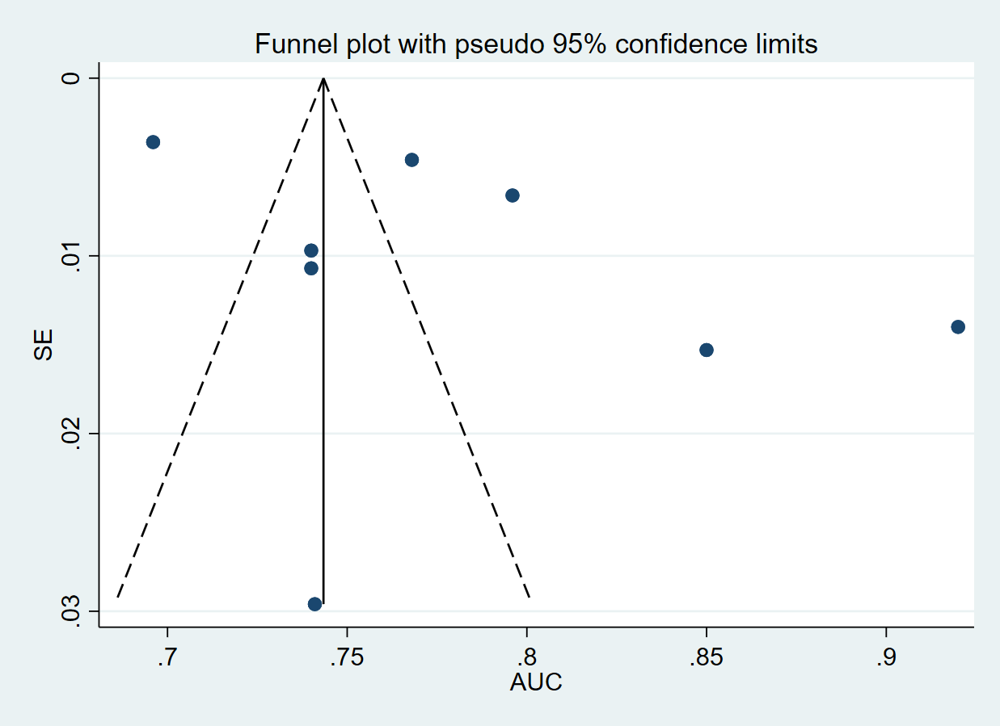 Funnel plot with pseudo 95% confidence limits
0
.01
.02
.03
SE
.7 .75 .8 .85 .9
AUC